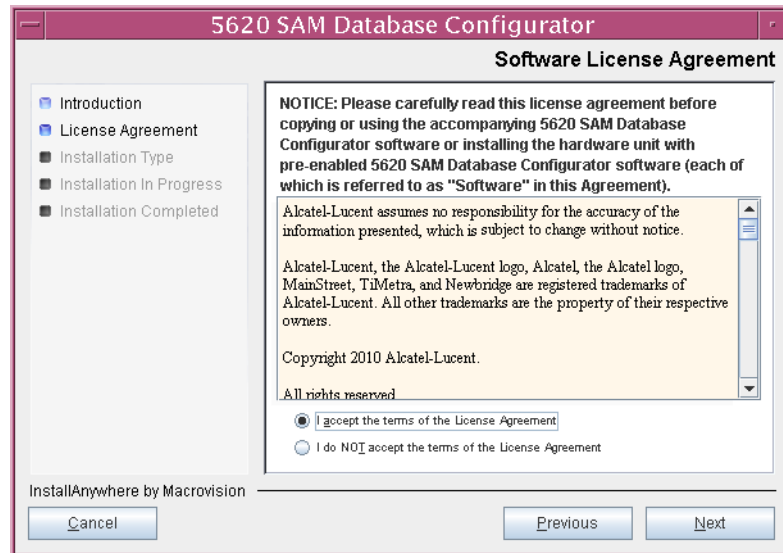 5620 SAM Database Configurator
Software License Agreement
Introduction
License Agreement
Installation Type
Installation In Progress
Installation Completed
NOTICE: Please carefully read this license agreement before
copying or using the accompanying 5620 SAM Database
Configurator software or installing the hardware unit with
pre-enabled 5620 SAM Database Configurator software (each of
which is referred to as "Software" in this Agreement).
Alcatel-Lucent assumes no responsibility for the accuracy of the
information presented, which is subject to change without notice.
Alcatel-Lucent, the Alcatel-Lucent logo, Alcatel, the Alcatel logo,
MainStreet, TiMetra, and Newbridge are registered trademarks of
Alcatel-Lucent. All other trademarks are the property of their respective
owners.
Copyright 2010 Alcatel-Lucent.
All rights reserved
I accept the terms of the License Agreement
I do NOT accept the terms of the License Agreement
InstallAnywhere by Macrovision
Cancel
Previous
Next